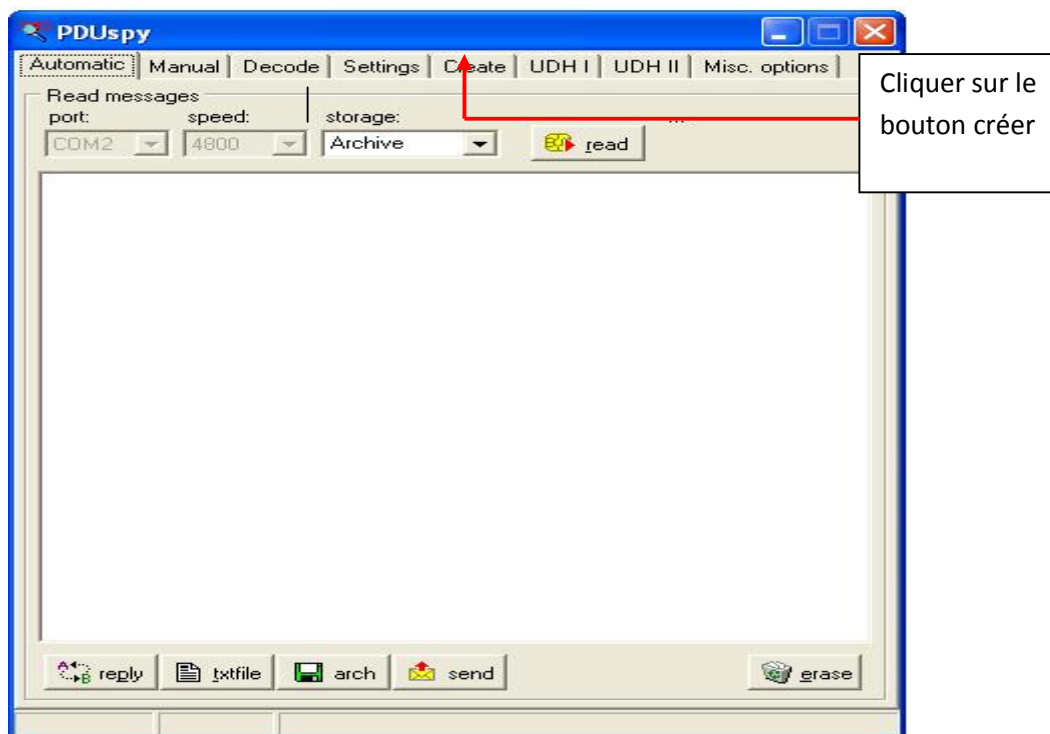 PDUspy
Automatic Manual Decode Settings Create UDH I UDH II Misc. options
Cliquer sur le
bouton créer
Read messages
port: speed: storage: ...
COM2 4800 Archive read
reply txtfile arch send erase